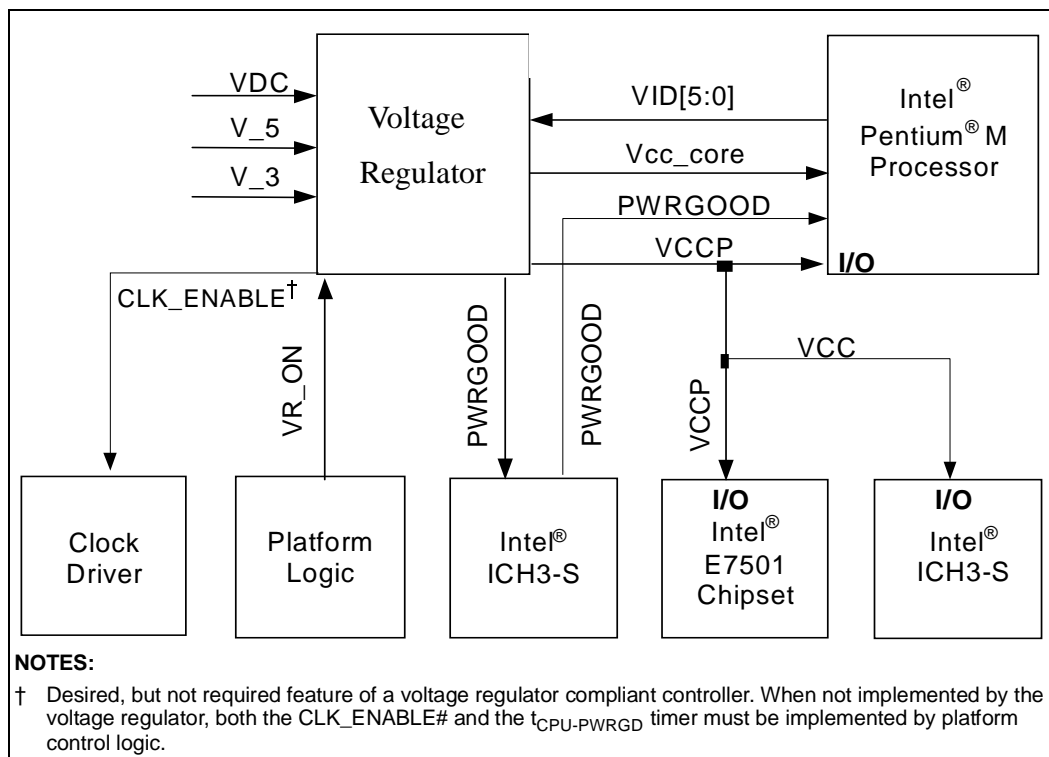 VDC
V_5
V_3
Voltage
Regulator
VID[5:0]
Vcc_core
PWRGOOD
VCCP
Intel®
Pentium® M
Processor
I/O
CLK_ENABLE†
VR_ON
PWRGOOD
PWRGOOD
VCCP
VCC
Clock
Driver
Platform
Logic
Intel®
ICH3-S
I/O
Intel®
E7501
Chipset
I/O
Intel®
ICH3-S
NOTES:
† Desired, but not required feature of a voltage regulator compliant controller. When not implemented by the
voltage regulator, both the CLK_ENABLE# and the tCPU-PWRGD timer must be implemented by platform
control logic.